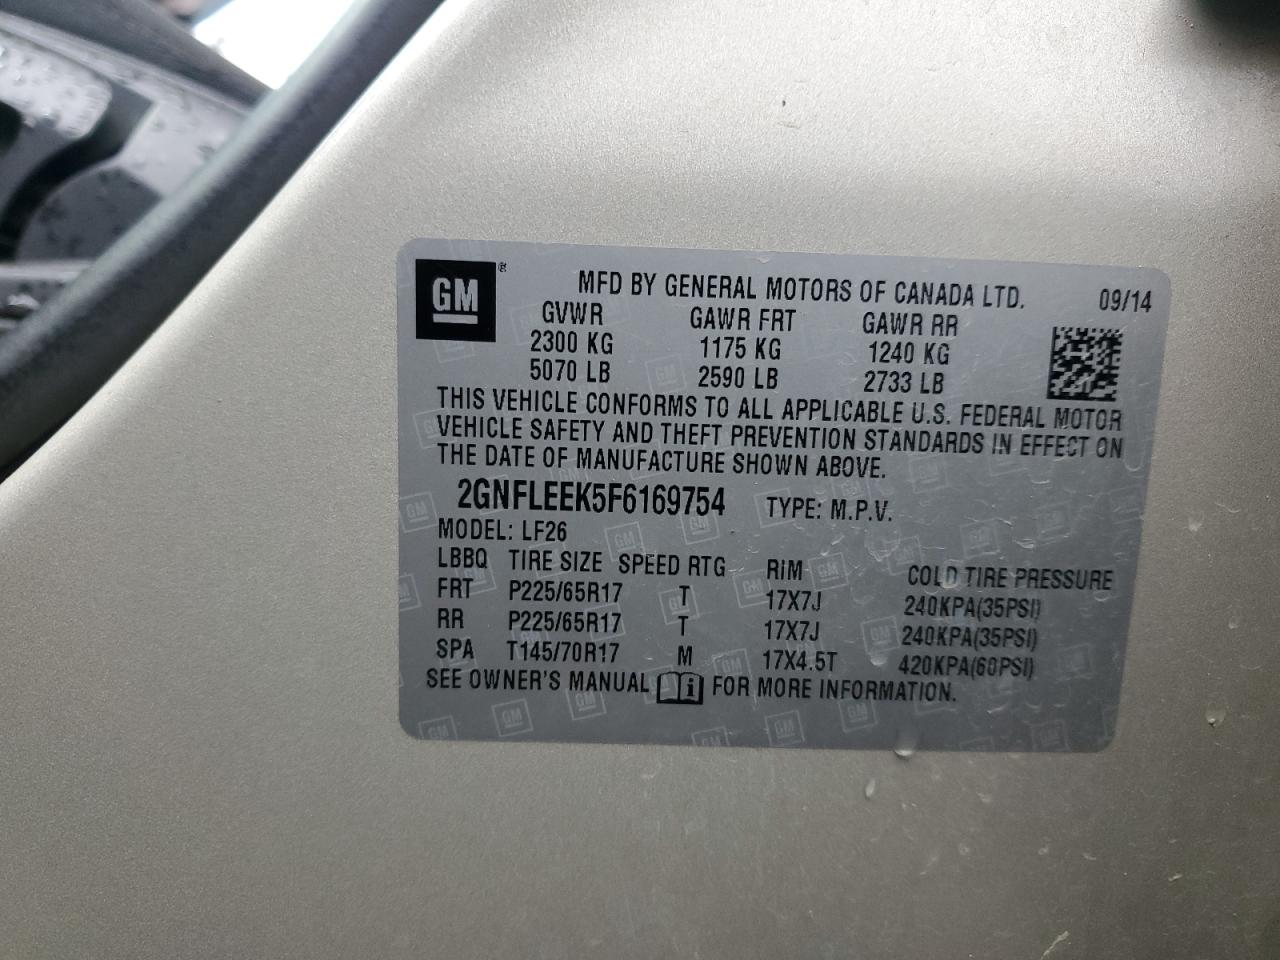 GM®
MFD BY GENERAL MOTORS OF CANADA LTD. 09/14
GVWR GAWR FRT GAWR RR
2300 KG 1175 KG 1240 KG
5070 LB 2590 LB 2733 LB
THIS VEHICLE CONFORMS TO ALL APPLICABLE U.S. FEDERAL MOTOR
VEHICLE SAFETY AND THEFT PREVENTION STANDARDS IN EFFECT ON
THE DATE OF MANUFACTURE SHOWN ABOVE.
2GNFLEEK5F6169754 TYPE: M.P.V.
MODEL: LF26
LBBQ TIRE SIZE SPEED RTG RiM COLD TIRE PRESSURE
FRT P225/65R17 T 17X7J 240KPA(35PSI)
RR P225/65R17 T 17X7J 240KPA(35PSI)
SPA T145/70R17 M 17X4.5T 420KPA(60PSI)
SEE OWNER'S MANUAL i FOR MORE INFORMATION.